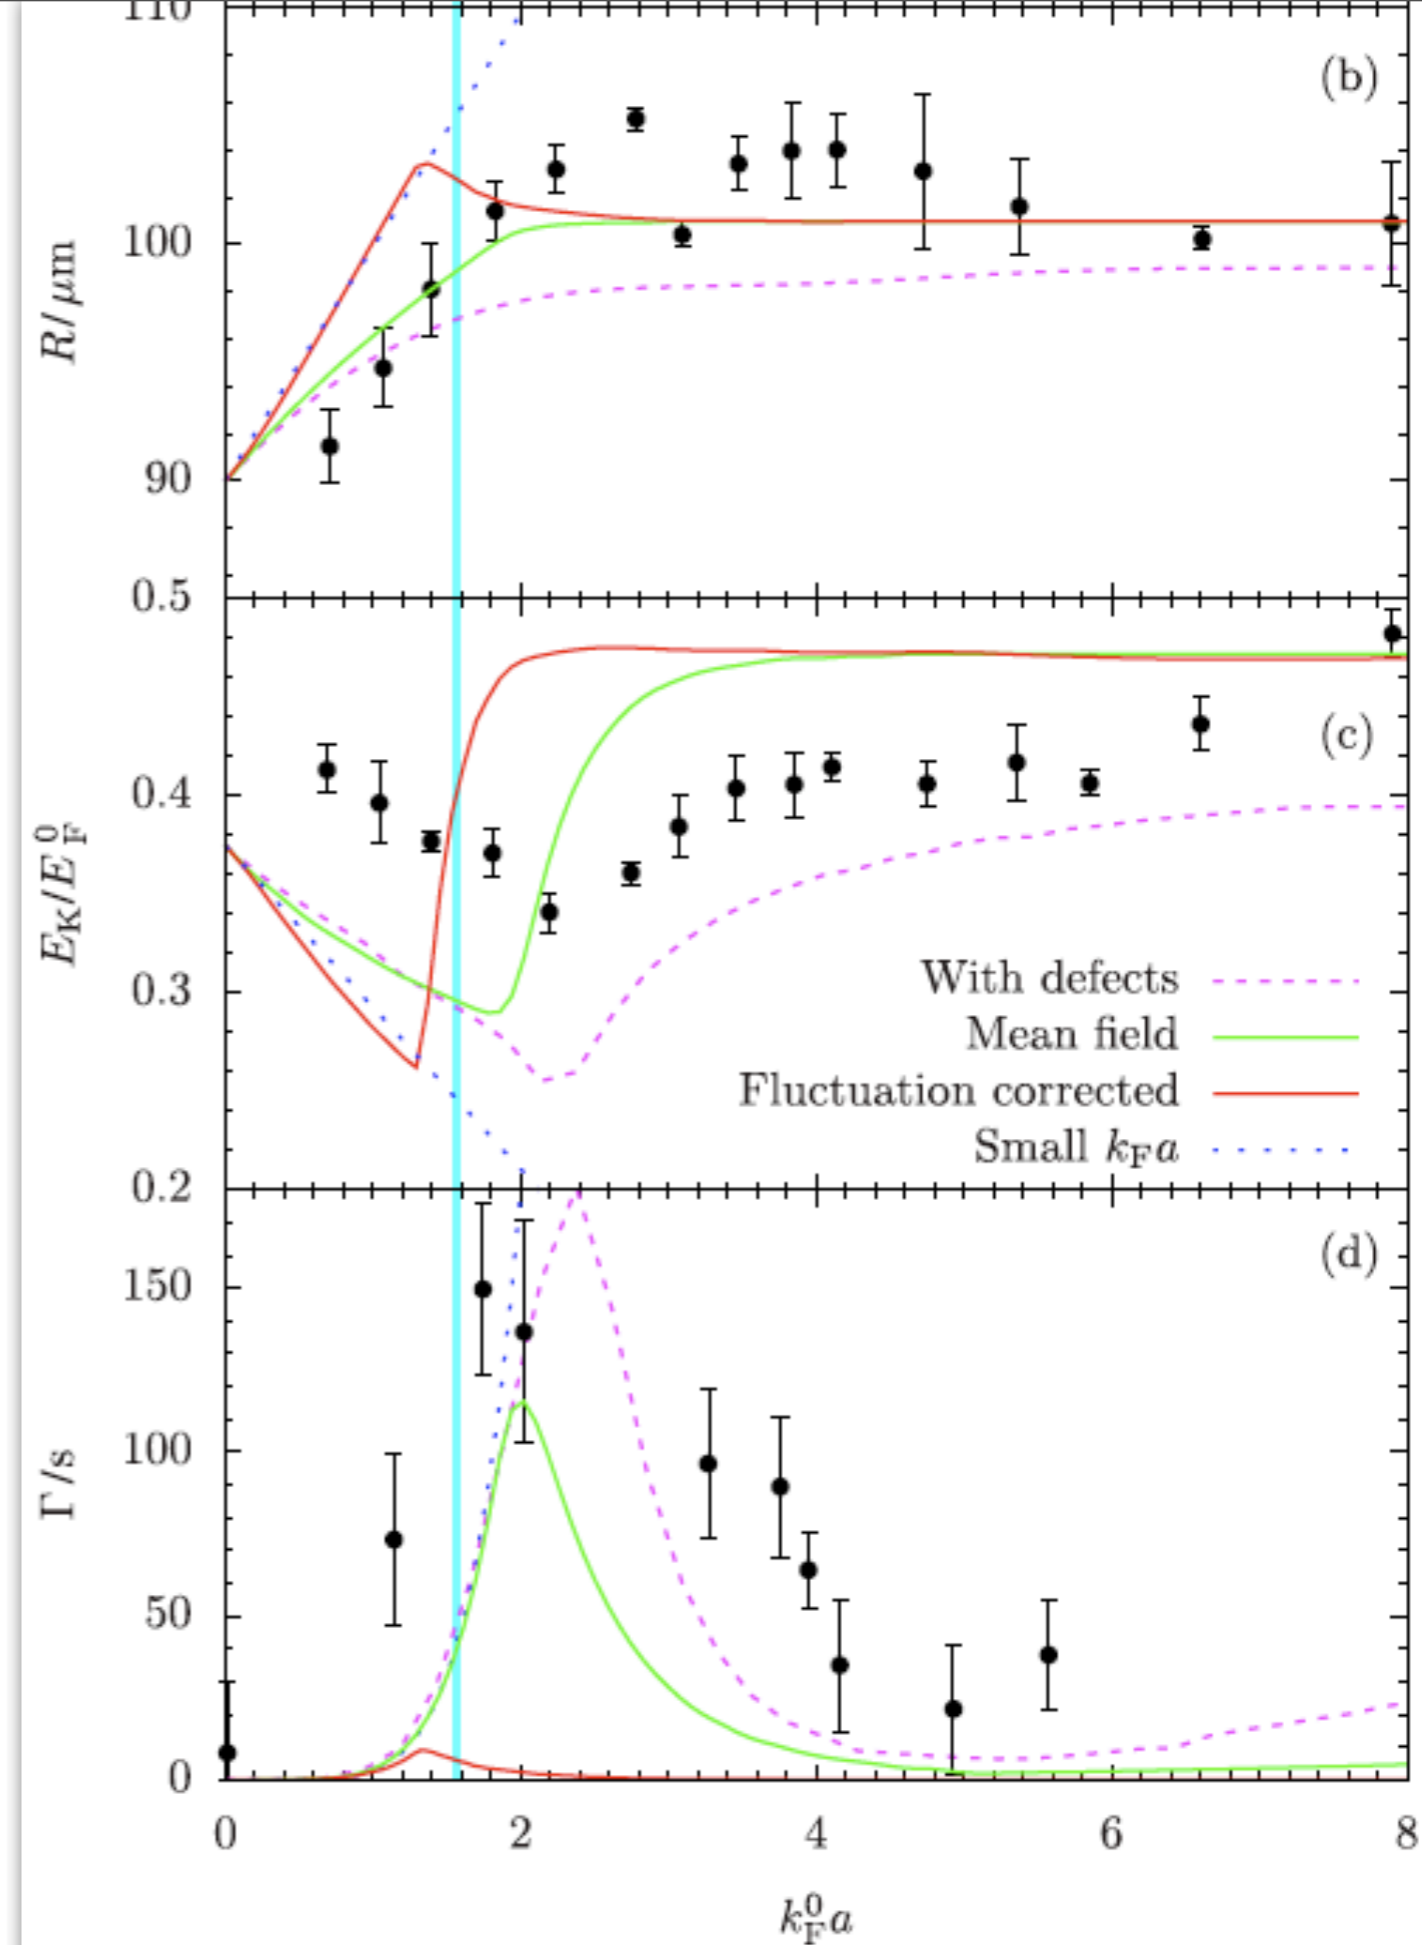 110
(b)
100
R/μm
90
0.5
(c)
0.4
E_K/E_F^0
With defects
0.3
Mean field
Fluctuation corrected
Small k_Fa
0.2
(d)
150
100
Γ/s
50
0
0 2 4 6 8
k_F^0a